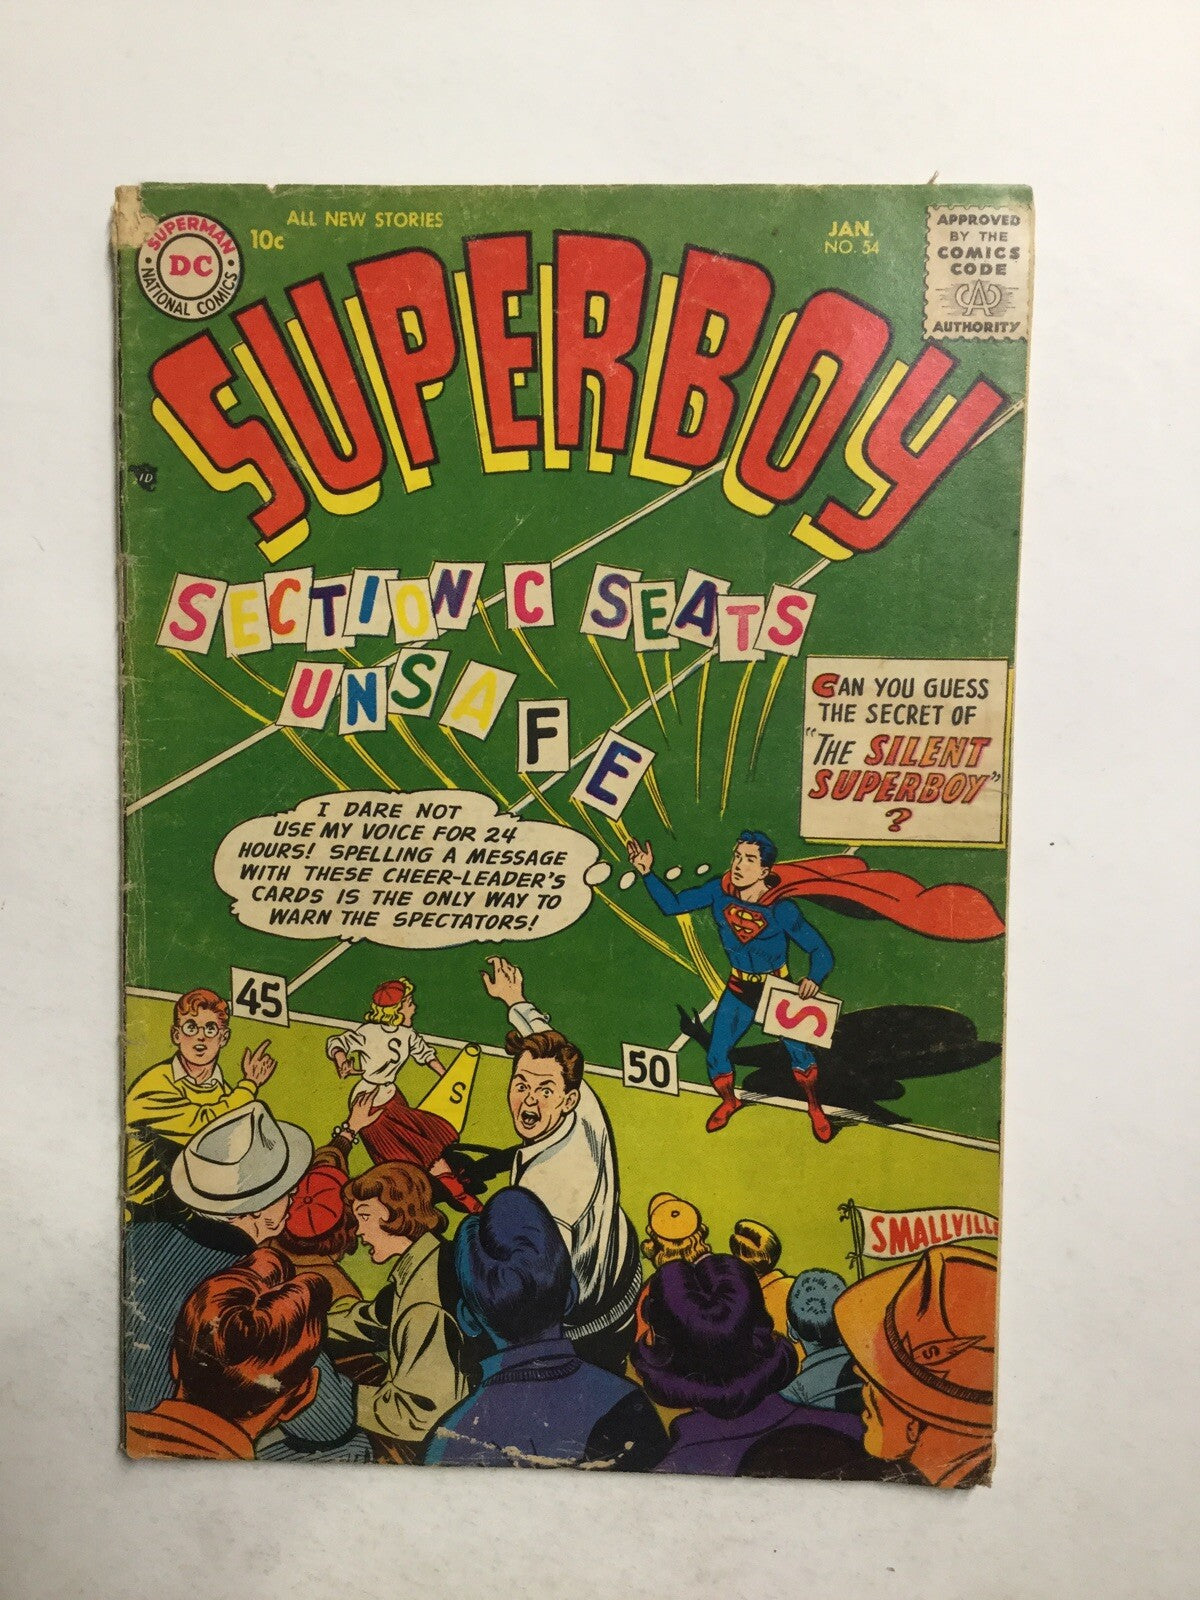 ALL NEW STORIES
10c
JAN.
NO. 54
SUPERMAN
DC
NATIONAL COMICS
APPROVED
BY THE
COMICS
CODE
CA
AUTHORITY
SUPERBOY
SECTION C SEATS
UNSAFE
CAN YOU GUESS
THE SECRET OF
"THE SILENT
SUPERBOY"
?
I DARE NOT
USE MY VOICE FOR 24
HOURS! SPELLING A MESSAGE
WITH THESE CHEER-LEADER'S
CARDS IS THE ONLY WAY TO
WARN THE SPECTATORS!
S
S
45
50
S
S
SMALLVILL
S